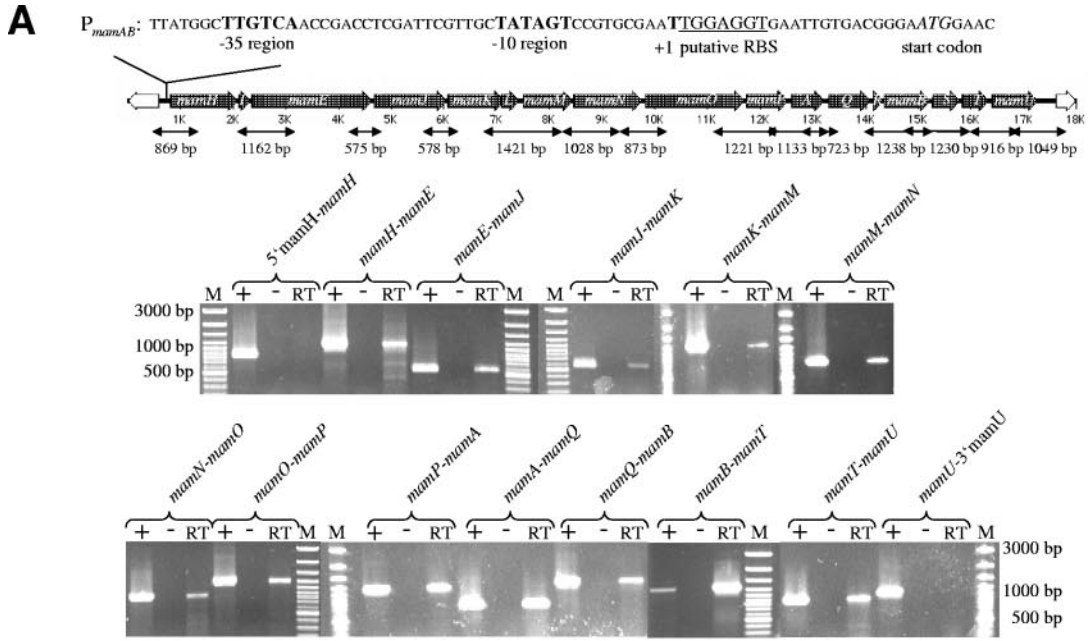 A
PmamAB: TTATGGCTTGTCAACCGACCTCGATTCGTTGCTATAGTCCGTGCGAATTGGAGGTGAATTGTGACGGGAATGGAAC
-35 region -10 region +1 putative RBS start codon
mamH I mamE mamJ mamK L mamM mamN mamO mamP A Q R mamB S T mamU
1K 2K 3K 4K 5K 6K 7K 8K 9K 10K 11K 12K 13K 14K 15K 16K 17K 18K
869 bp 1162 bp 575 bp 578 bp 1421 bp 1028 bp 873 bp 1221 bp 1133 bp 723 bp 1238 bp 1230 bp 916 bp 1049 bp
5'mamH-mamH mamH-mamE mamE-mamJ mamJ-mamK mamK-mamM mamM-mamN
M + - RT + - RT + - RT M M + - RT + - RT M + - RT
3000 bp
1000 bp
500 bp
mamN-mamO mamO-mamP mamP-mamA mamA-mamQ mamQ-mamB mamB-mamT mamT-mamU mamU-3'mamU
+ - RT + - RT M M + - RT + - RT + - RT + - RT M + - RT + - RT M
3000 bp
1000 bp
500 bp